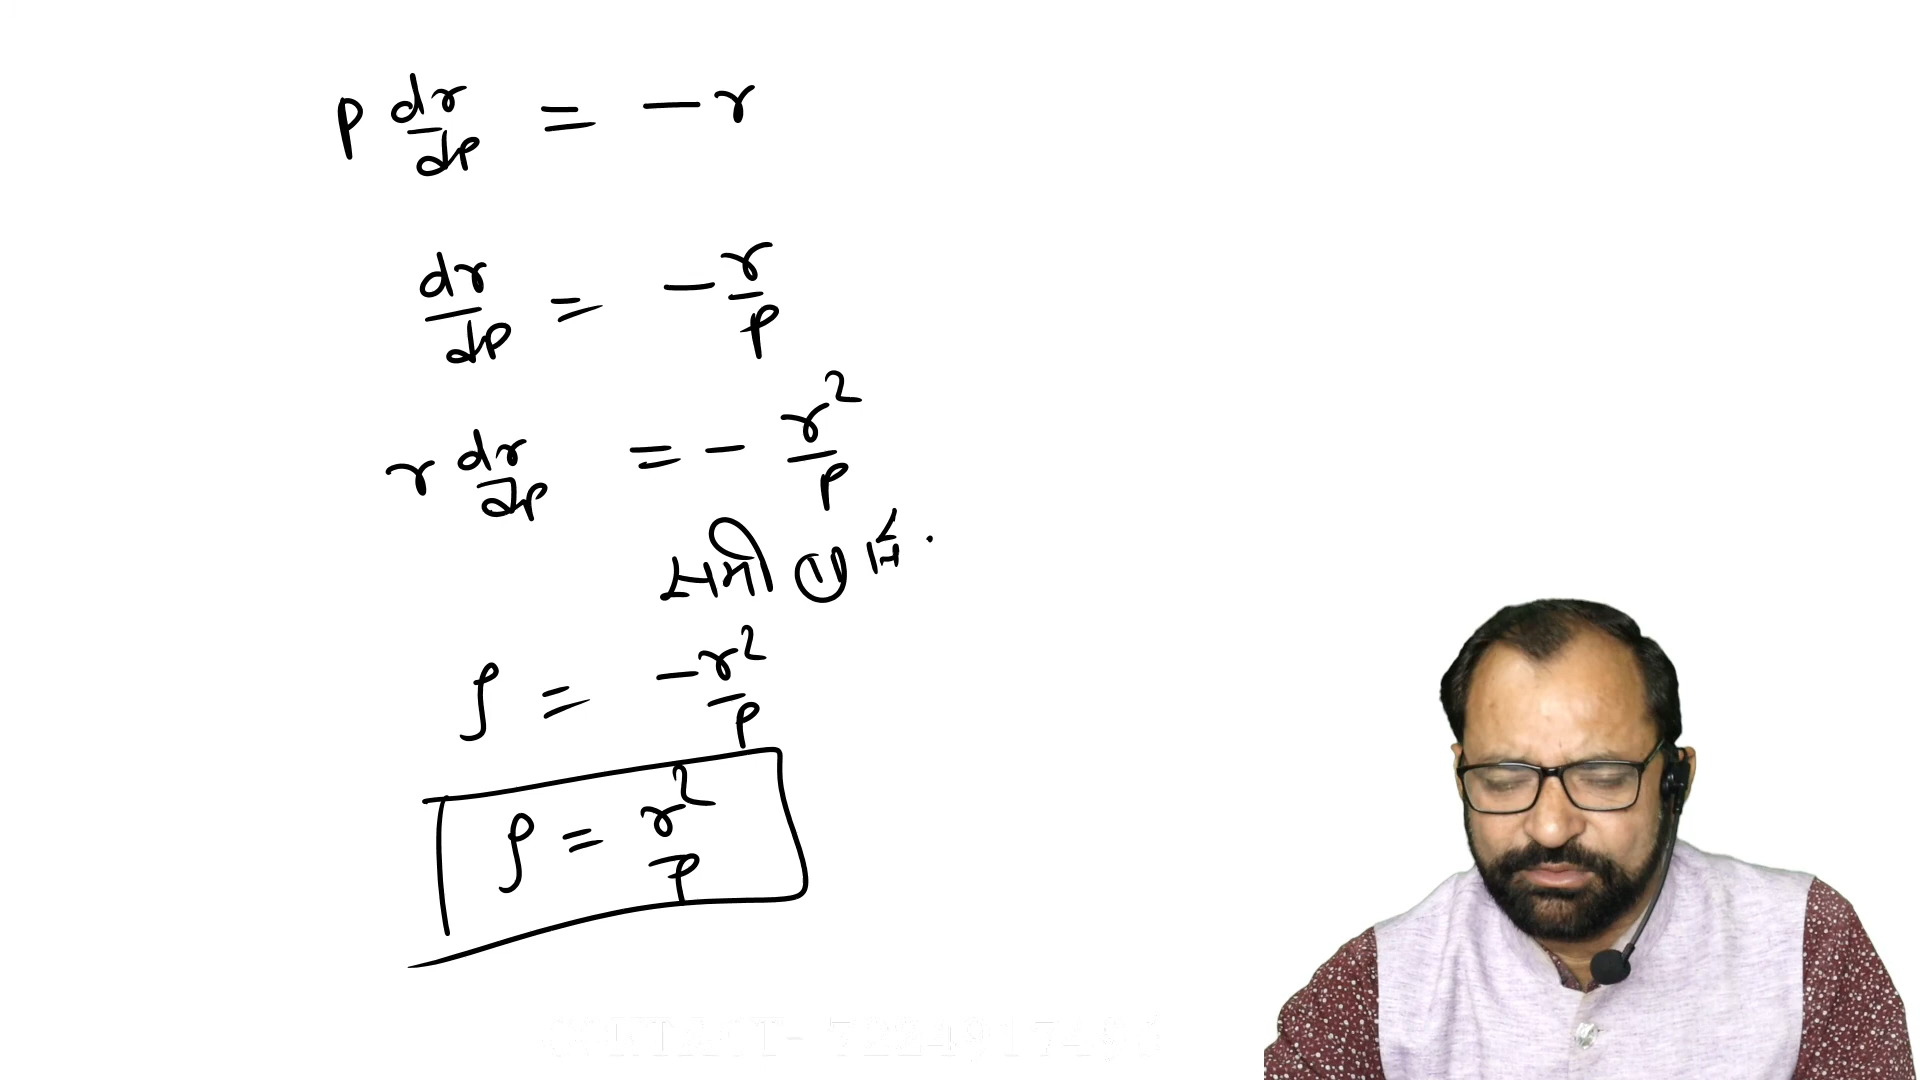 p dr/dp = -r
dr/dp = - r/p
r dr/dp = - r²/p
समी ① से.
ρ = - r²/p
ρ = r²/p